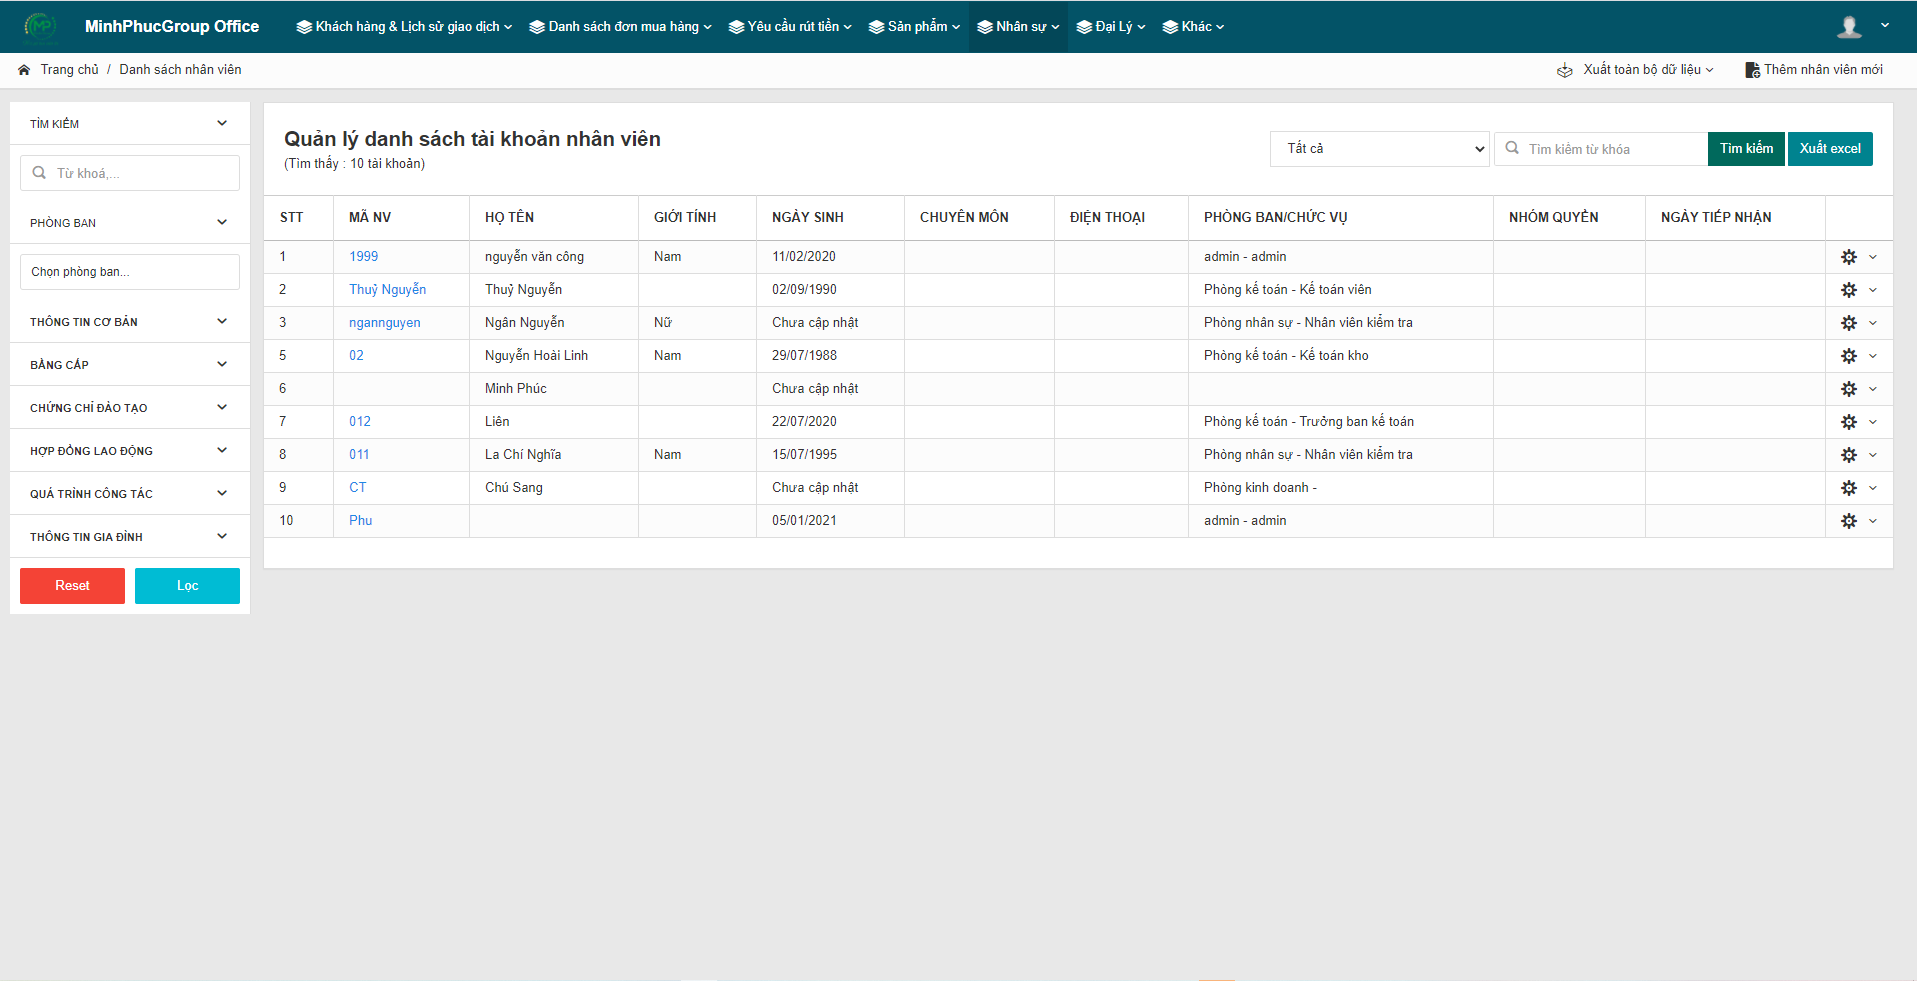 MP
MinhPhucGroup Office
Khách hàng & Lịch sử giao dịch
Danh sách đơn mua hàng
Yêu cầu rút tiền
Sản phẩm
Nhân sự
Đại Lý
Khác
Trang chủ / Danh sách nhân viên
Xuất toàn bộ dữ liệu
Thêm nhân viên mới
TÌM KIẾM
Từ khoá,...
PHÒNG BAN
Chọn phòng ban...
THÔNG TIN CƠ BẢN
BẰNG CẤP
CHỨNG CHỈ ĐÀO TẠO
HỢP ĐỒNG LAO ĐỘNG
QUÁ TRÌNH CÔNG TÁC
THÔNG TIN GIA ĐÌNH
Reset Lọc
Quản lý danh sách tài khoản nhân viên
(Tìm thấy : 10 tài khoản)
Tất cả
Tìm kiếm từ khóa
Tìm kiếm
Xuất excel
STT MÃ NV HỌ TÊN GIỚI TÍNH NGÀY SINH CHUYÊN MÔN ĐIỆN THOẠI PHÒNG BAN/CHỨC VỤ NHÓM QUYỀN NGÀY TIẾP NHẬN
1 1999 nguyễn văn công Nam 11/02/2020 admin - admin
2 Thuỷ Nguyễn Thuỷ Nguyễn 02/09/1990 Phòng kế toán - Kế toán viên
3 ngannguyen Ngân Nguyễn Nữ Chưa cập nhật Phòng nhân sự - Nhân viên kiểm tra
5 02 Nguyễn Hoài Linh Nam 29/07/1988 Phòng kế toán - Kế toán kho
6 Minh Phúc Chưa cập nhật
7 012 Liên 22/07/2020 Phòng kế toán - Trưởng ban kế toán
8 011 La Chí Nghĩa Nam 15/07/1995 Phòng nhân sự - Nhân viên kiểm tra
9 CT Chú Sang Chưa cập nhật Phòng kinh doanh -
10 Phu 05/01/2021 admin - admin